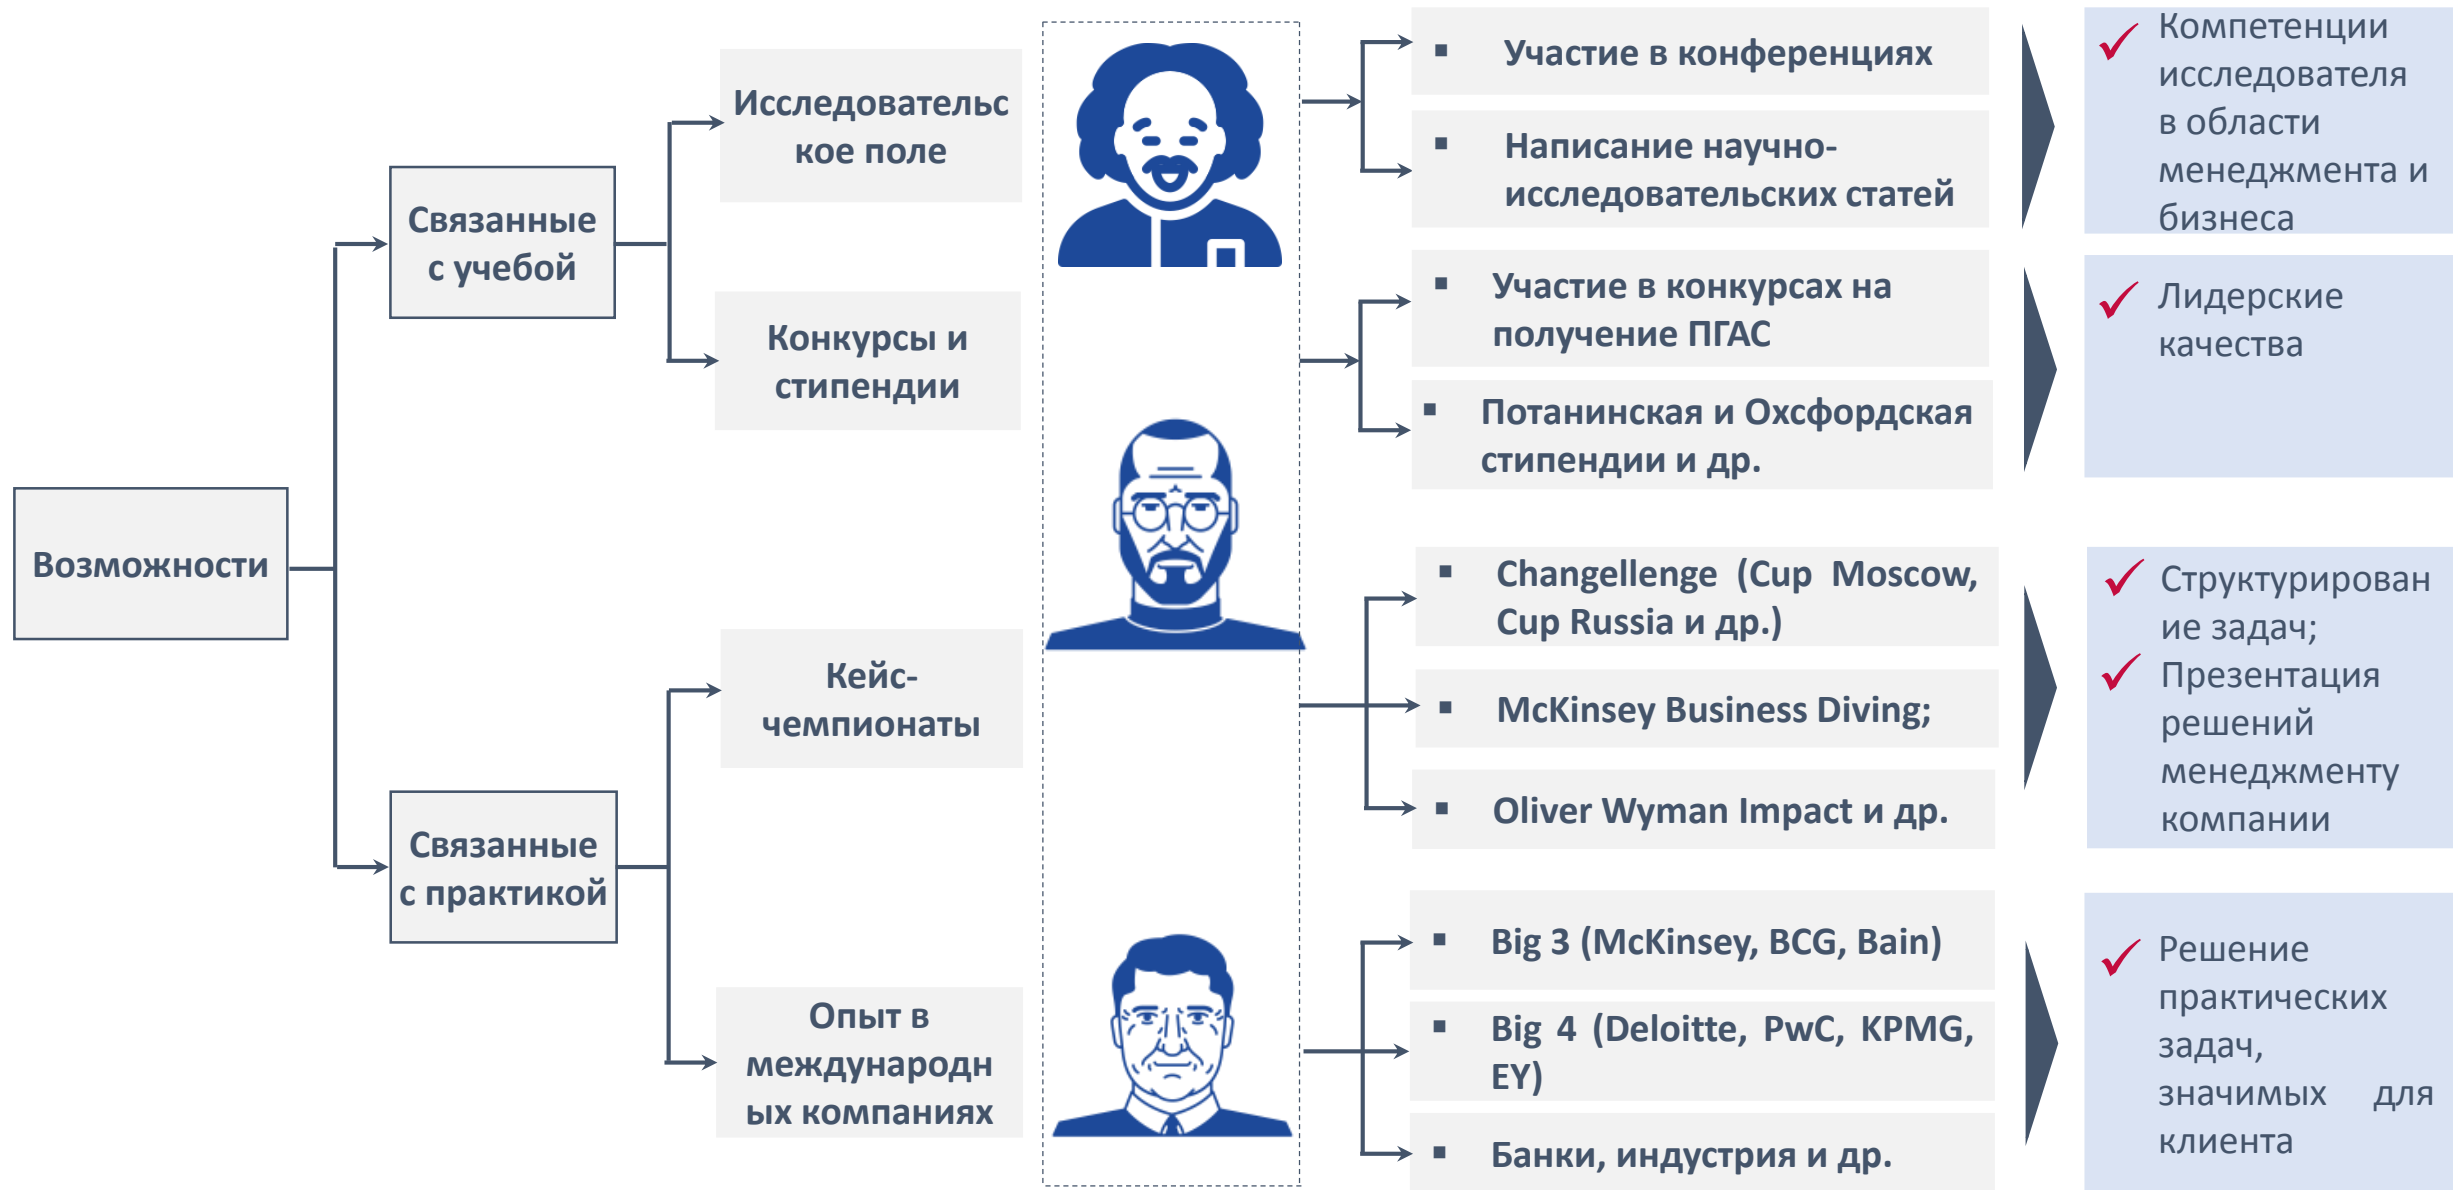 Возможности
Связанные
с учебой
Связанные
с практикой
Исследовательс
кое поле
Конкурсы и
стипендии
Кейс-
чемпионаты
Опыт в
международн
ых компаниях
▪ Участие в конференциях
▪ Написание научно-
исследовательских статей
▪ Участие в конкурсах на
получение ПГАС
▪ Потанинская и Охсфордская
стипендии и др.
▪ Changellenge (Cup Moscow,
Cup Russia и др.)
▪ McKinsey Business Diving;
▪ Oliver Wyman Impact и др.
▪ Big 3 (McKinsey, BCG, Bain)
▪ Big 4 (Deloitte, PwC, KPMG,
EY)
▪ Банки, индустрия и др.
✓ Компетенции
исследователя
в области
менеджмента и
бизнеса
✓ Лидерские
качества
✓ Структурирован
ие задач;
✓ Презентация
решений
менеджменту
компании
✓ Решение
практических
задач,
значимых для
клиента